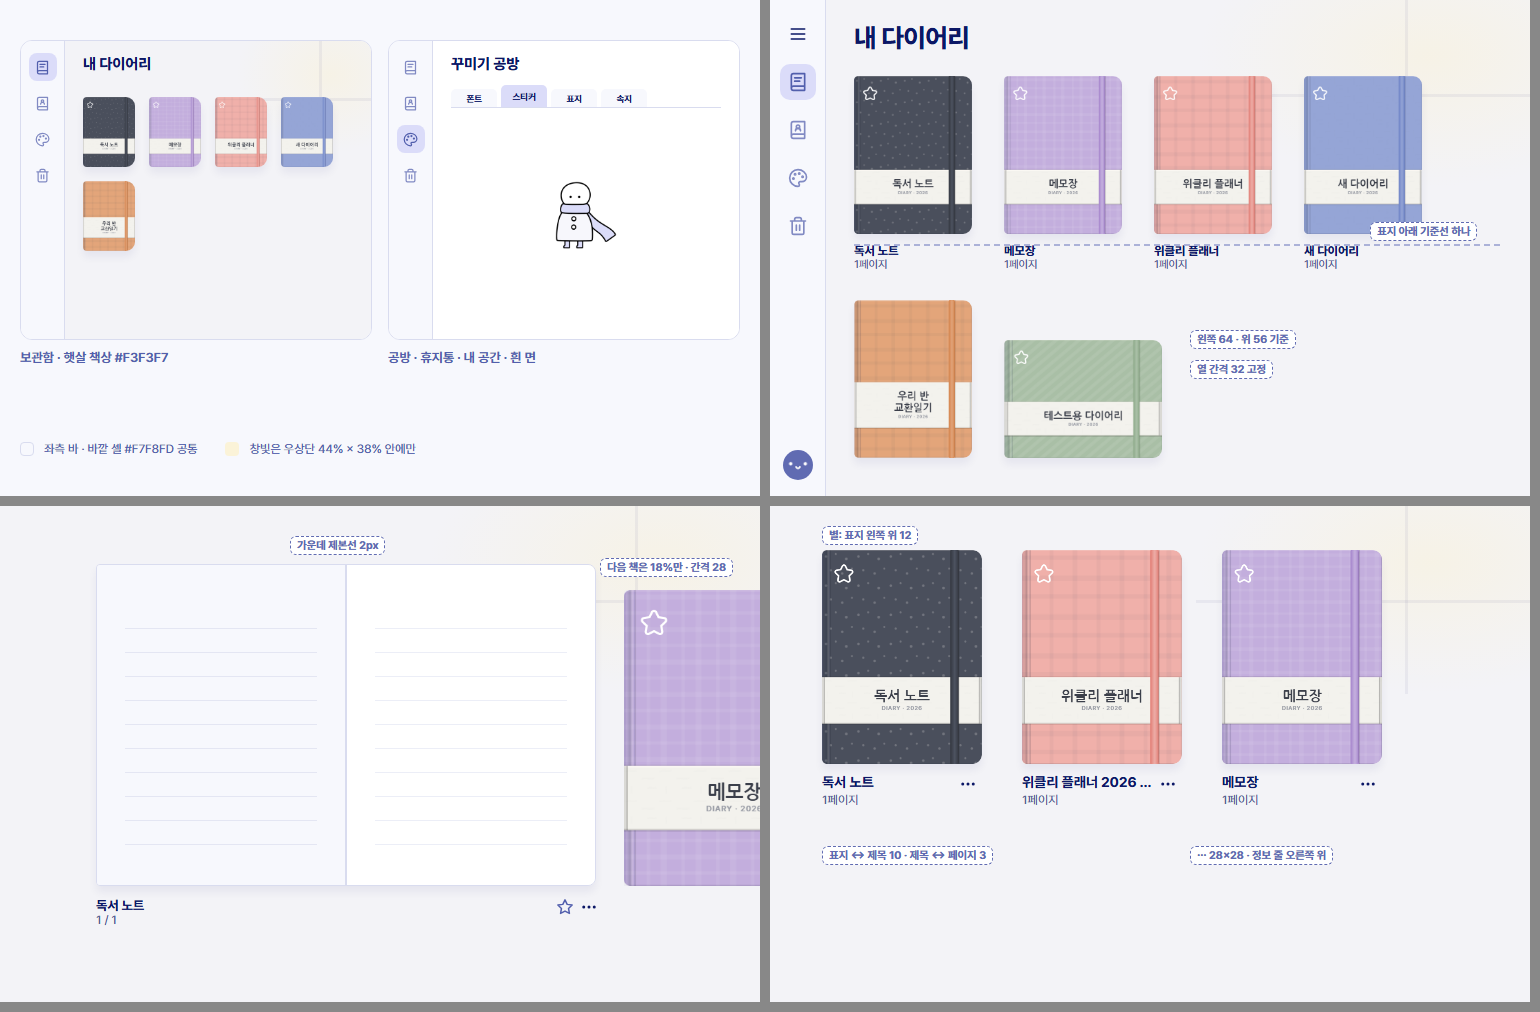 내 다이어리
독서 노트
메모장
위클리 플래너
새 다이어리
우리 반
교환일기
보관함 · 햇살 책상 #F3F3F7
꾸미기 공방
폰트
스티커
표지
속지
공방 · 휴지통 · 내 공간 · 흰 면
좌측 바 · 바깥 셸 #F7F8FD 공통
창빛은 우상단 44% × 38% 안에만
내 다이어리
독서 노트
DIARY · 2026
메모장
DIARY · 2026
위클리 플래너
DIARY · 2026
새 다이어리
DIARY · 2026
표지 아래 기준선 하나
독서 노트
1페이지
메모장
1페이지
위클리 플래너
1페이지
새 다이어리
1페이지
우리 반
교환일기
DIARY · 2026
테스트용 다이어리
DIARY · 2026
왼쪽 64 · 위 56 기준
열 간격 32 고정
가운데 제본선 2px
다음 책은 18%만 · 간격 28
메모장
DIARY · 2026
독서 노트
1 / 1
별: 표지 왼쪽 위 12
독서 노트
DIARY · 2026
위클리 플래너
DIARY · 2026
메모장
DIARY · 2026
독서 노트
1페이지
위클리 플래너 2026 ...
1페이지
메모장
1페이지
표지 ↔ 제목 10 · 제목 ↔ 페이지 3
··· 28×28 · 정보 줄 오른쪽 위